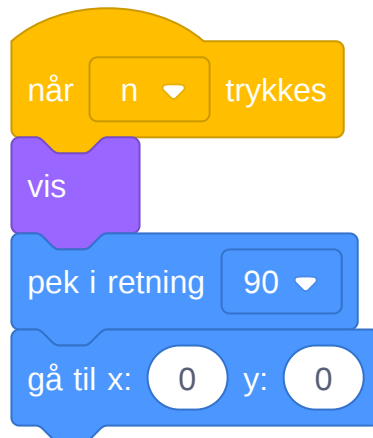 når n trykkes
vis
pek i retning 90
gå til x: 0 y: 0